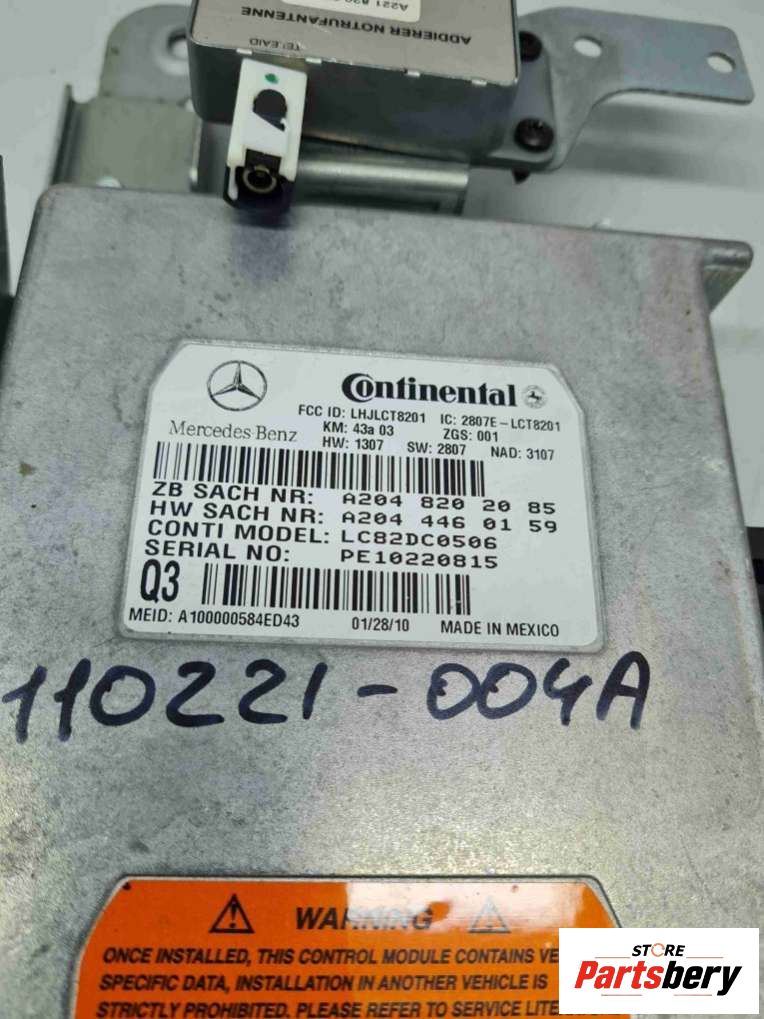 A221 820
ADDIERER NOTRUFANTENNE
TELEAID
Continental
FCC ID: LHJLCT8201 IC: 2807E-LCT8201
Mercedes Benz
KM: 43a 03 ZGS: 001
HW: 1307 SW: 2807 NAD: 3107
ZB SACH NR: A204 820 20 85
HW SACH NR: A204 446 01 59
CONTI MODEL: LC82DC0506
SERIAL NO: PE10220815
Q3
MEID: A100000584ED43 01/28/10 MADE IN MEXICO
110221-004A
WARNING
ONCE INSTALLED, THIS CONTROL MODULE CONTAINS VE
SPECIFIC DATA, INSTALLATION IN ANOTHER VEHICLE IS
STRICTLY PROHIBITED. PLEASE REFER TO SERVICE LITE
STORE
Partsbery